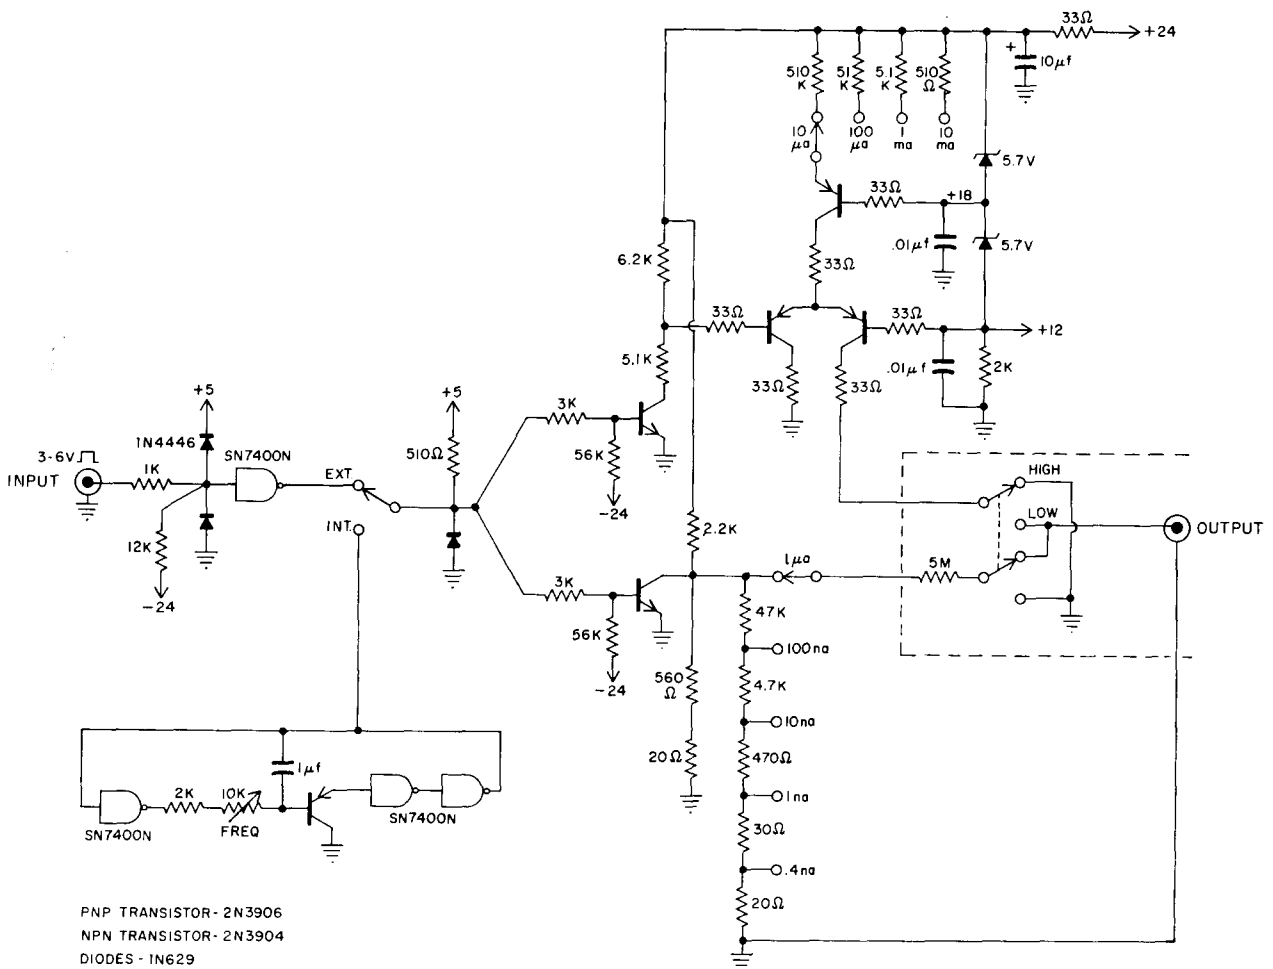 33Ω
+24
+
10μf
510
K
51
K
5.1
K
510
Ω
10
μa
100
μa
1
ma
10
ma
5.7V
33Ω
+18
6.2K
.01μf
5.7V
33Ω
33Ω
33Ω
+12
5.1K
.01μf
2K
33Ω
33Ω
+5
+5
3K
1N4446
SN7400N
510Ω
3-6V
INPUT
1K
EXT.
56K
HIGH
-24
INT.
LOW
OUTPUT
12K
2.2K
1μa
5M
-24
3K
47K
56K
100na
-24
560
Ω
4.7K
10na
20Ω
470Ω
1μf
2K
10K
1na
SN7400N
FREQ
SN7400N
30Ω
.4na
20Ω
PNP TRANSISTOR- 2N3906
NPN TRANSISTOR- 2N3904
DIODES - 1N629